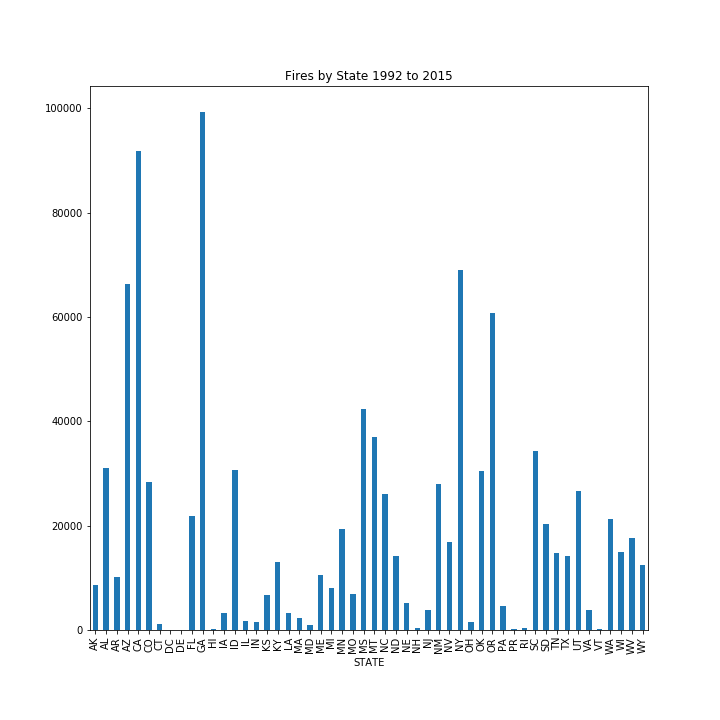 Fires by State 1992 to 2015
100000
80000
60000
40000
20000
0
AK AL AR AZ CA CO CT DC DE FL GA HI IA ID IL IN KS KY LA MA MD ME MI MN MO MS MT NC ND NE NH NJ NM NV NY OH OK OR PA PR RI SC SD TN TX UT VA VT WA WI WV WY
STATE